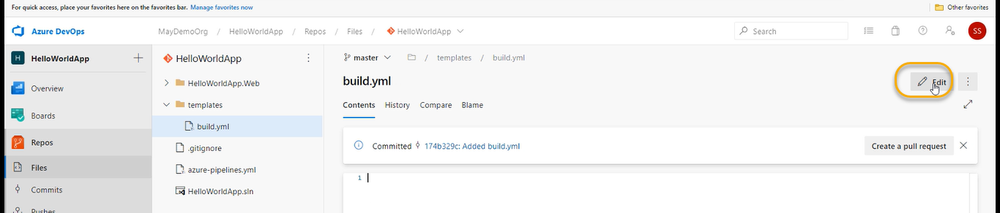 For quick access, place your favorites here on the favorites bar. Manage favorites now
Other favorites
Azure DevOps
MayDemoOrg / HelloWorldApp / Repos / Files / HelloWorldApp
Search
SS
H HelloWorldApp
Overview
Boards
Repos
Files
Commits
Pushes
HelloWorldApp
HelloWorldApp.Web
templates
build.yml
.gitignore
azure-pipelines.yml
HelloWorldApp.sln
master / templates / build.yml
build.yml
Edit
Contents History Compare Blame
Committed 174b329c: Added build.yml
Create a pull request
1